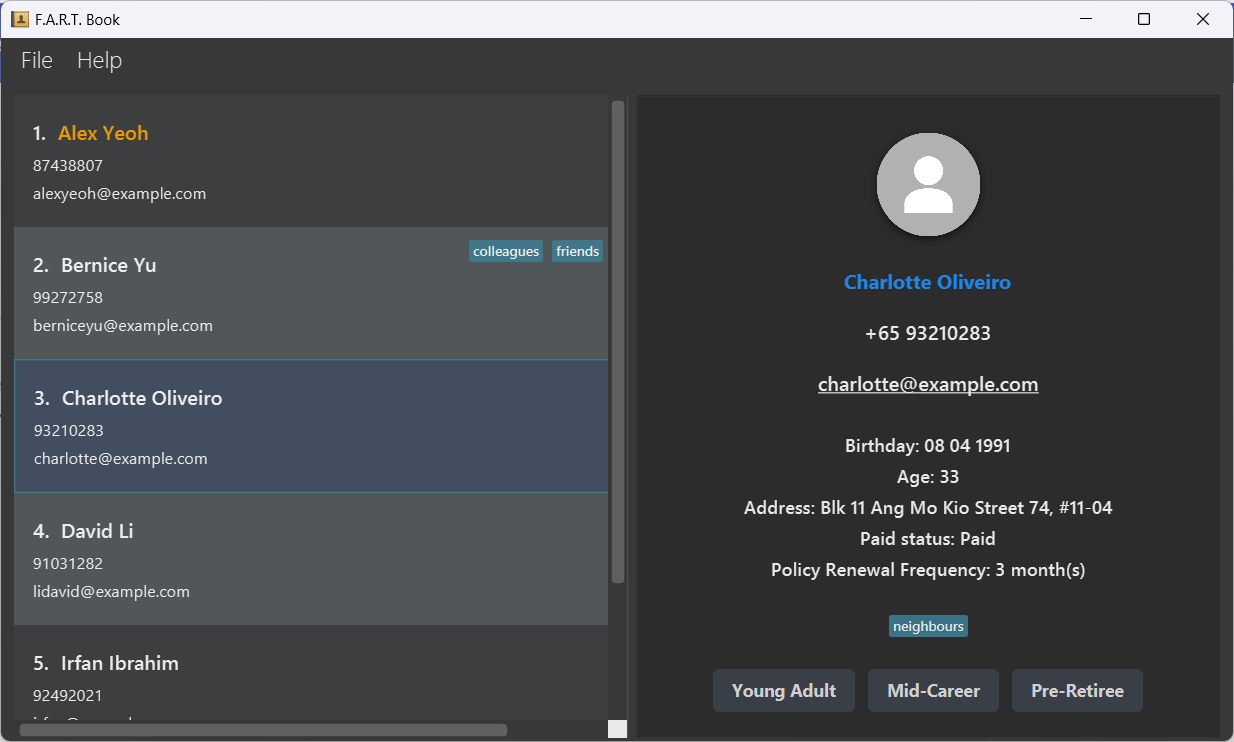 F.A.R.T. Book
File Help
1. Alex Yeoh
87438807
alexyeoh@example.com
2. Bernice Yu
colleagues friends
99272758
berniceyu@example.com
3. Charlotte Oliveiro
93210283
charlotte@example.com
4. David Li
91031282
lidavid@example.com
5. Irfan Ibrahim
92492021
Charlotte Oliveiro
+65 93210283
charlotte@example.com
Birthday: 08 04 1991
Age: 33
Address: Blk 11 Ang Mo Kio Street 74, #11-04
Paid status: Paid
Policy Renewal Frequency: 3 month(s)
neighbours
Young Adult Mid-Career Pre-Retiree